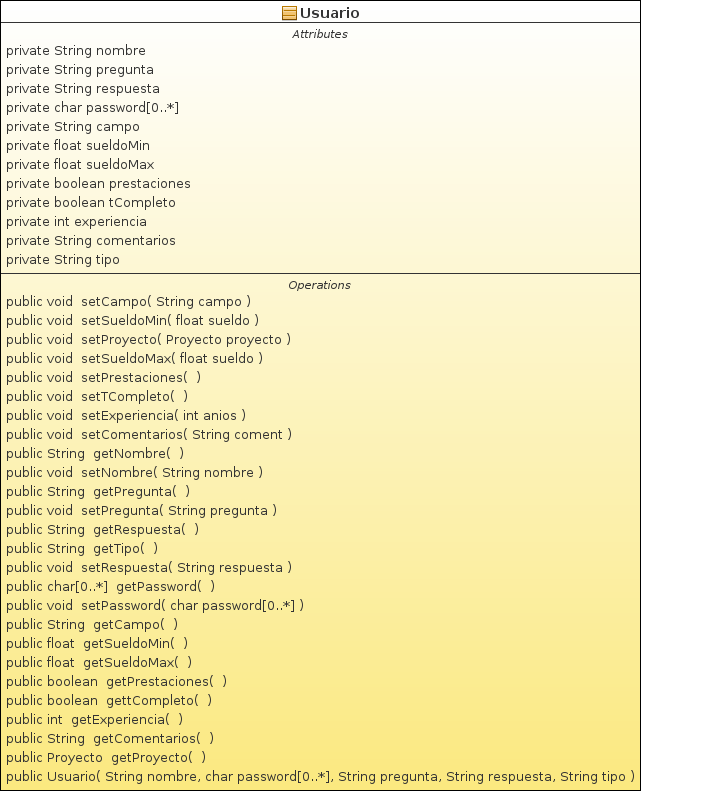 Usuario
Attributes
private String nombre
private String pregunta
private String respuesta
private char password[0..*]
private String campo
private float sueldoMin
private float sueldoMax
private boolean prestaciones
private boolean tCompleto
private int experiencia
private String comentarios
private String tipo
Operations
public void  setCampo( String campo )
public void  setSueldoMin( float sueldo )
public void  setProyecto( Proyecto proyecto )
public void  setSueldoMax( float sueldo )
public void  setPrestaciones(  )
public void  setTCompleto(  )
public void  setExperiencia( int anios )
public void  setComentarios( String coment )
public String  getNombre(  )
public void  setNombre( String nombre )
public String  getPregunta(  )
public void  setPregunta( String pregunta )
public String  getRespuesta(  )
public String  getTipo(  )
public void  setRespuesta( String respuesta )
public char[0..*]  getPassword(  )
public void  setPassword( char password[0..*] )
public String  getCampo(  )
public float  getSueldoMin(  )
public float  getSueldoMax(  )
public boolean  getPrestaciones(  )
public boolean  gettCompleto(  )
public int  getExperiencia(  )
public String  getComentarios(  )
public Proyecto  getProyecto(  )
public Usuario( String nombre, char password[0..*], String pregunta, String respuesta, String tipo )